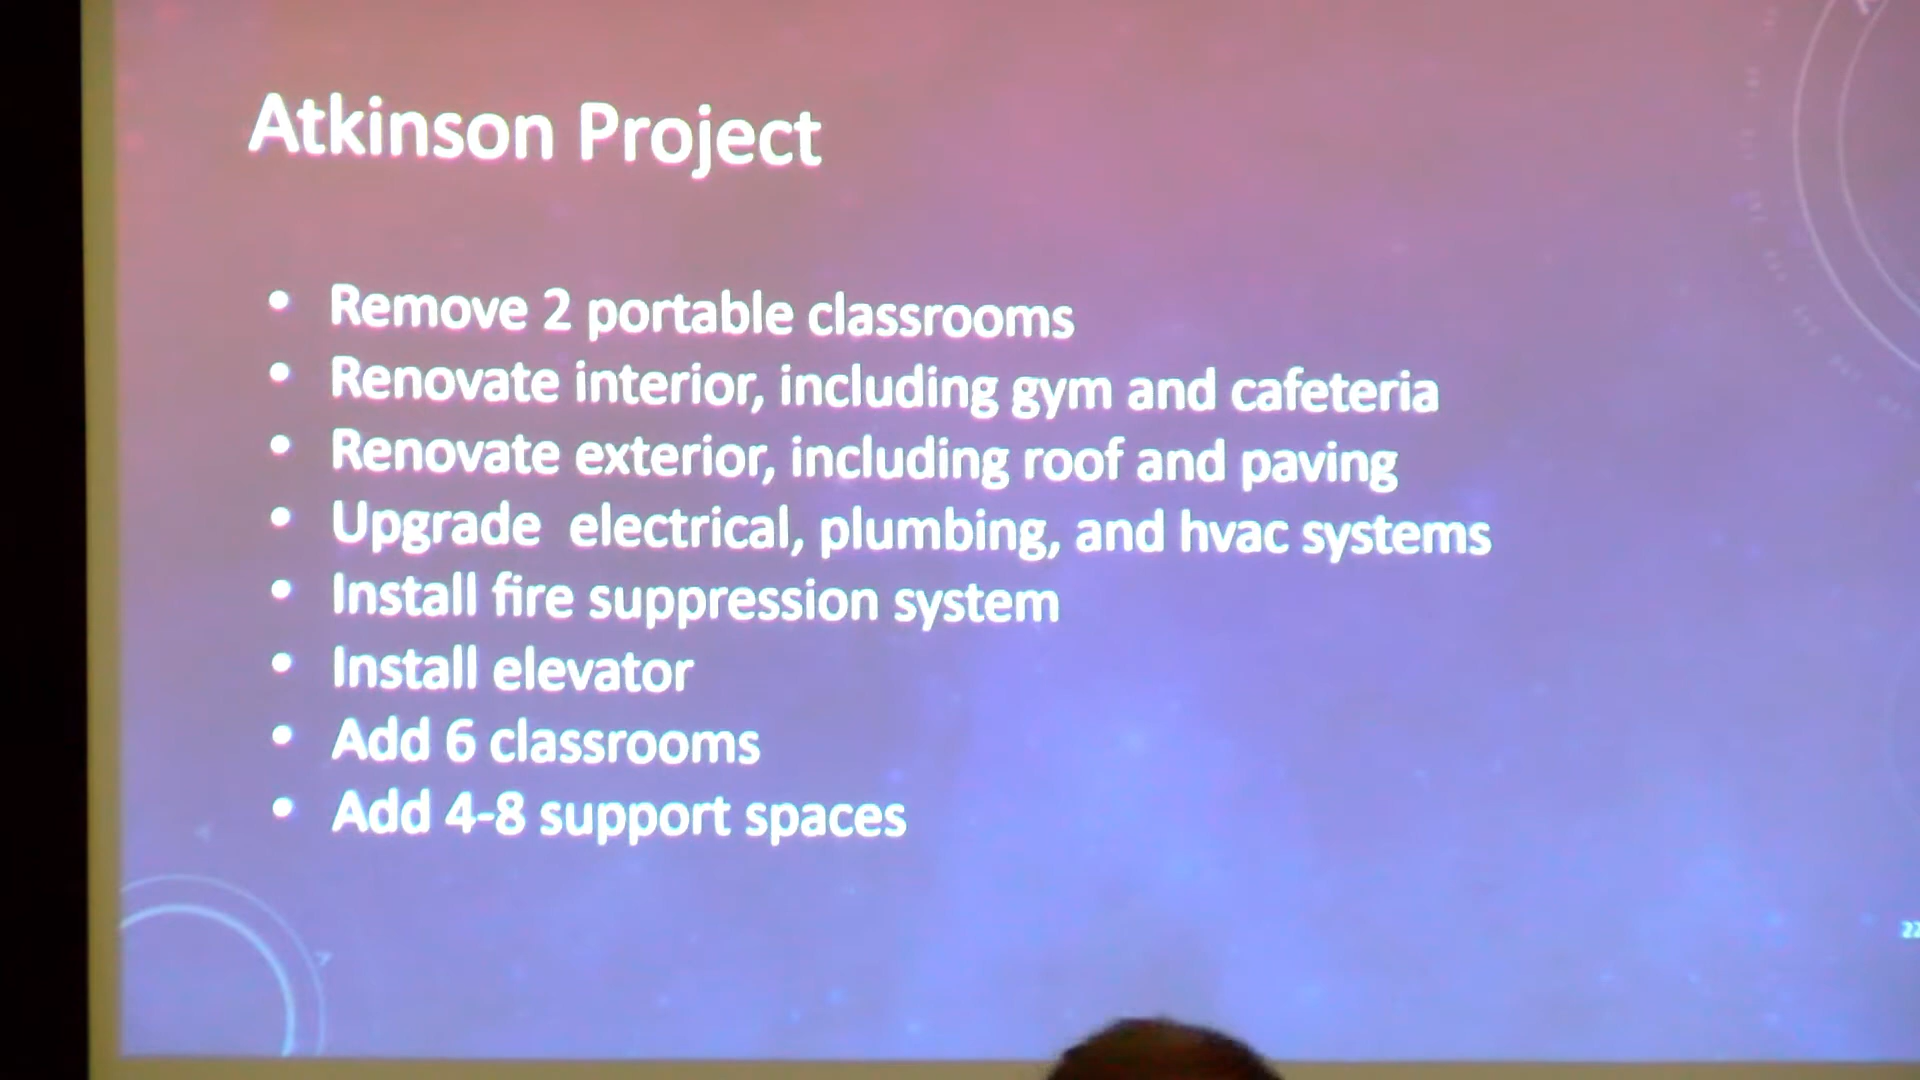 Atkinson Project
• Remove 2 portable classrooms
• Renovate interior, including gym and cafeteria
• Renovate exterior, including roof and paving
• Upgrade  electrical, plumbing, and hvac systems
• Install fire suppression system
• Install elevator
• Add 6 classrooms
• Add 4-8 support spaces
22